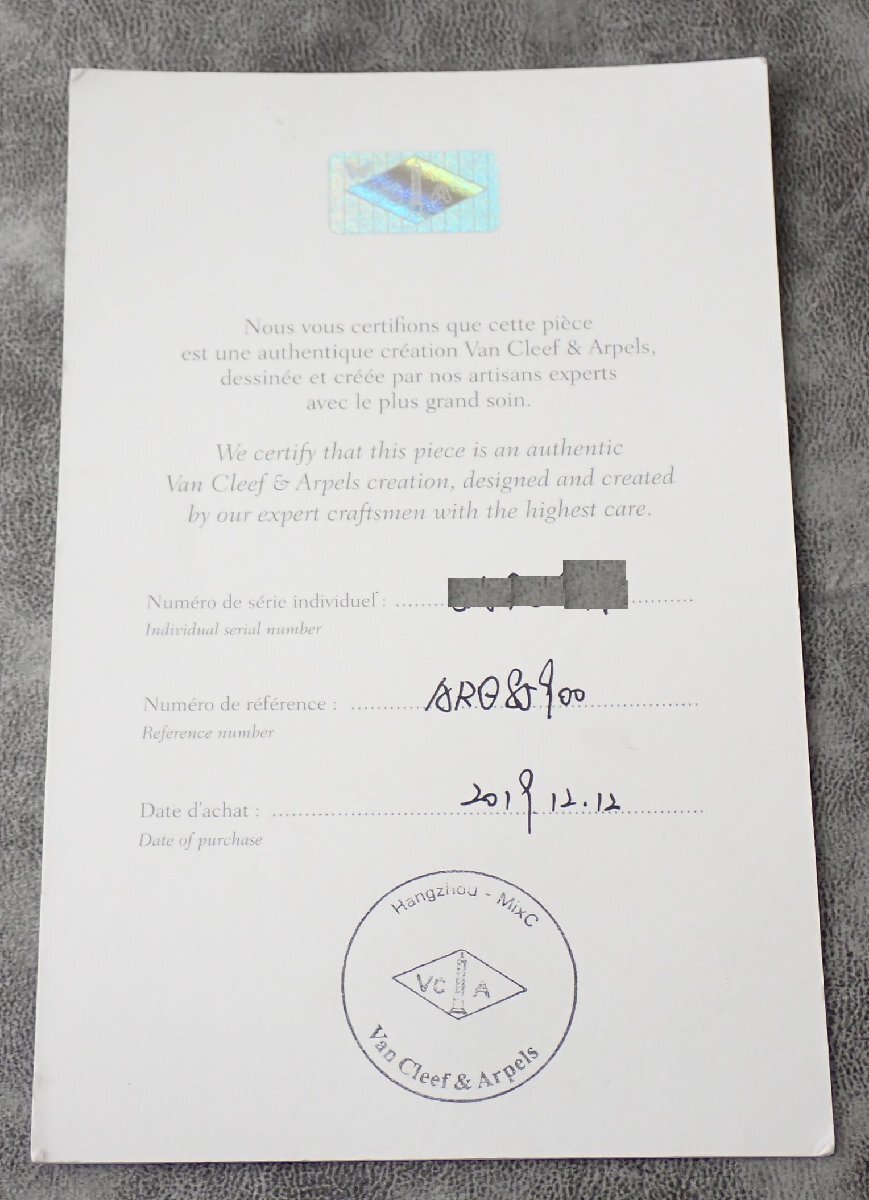 Nous vous certifions que cette pièce
est une authentique création Van Cleef & Arpels,
dessinée et créée par nos artisans experts
avec le plus grand soin.
We certify that this piece is an authentic
Van Cleef & Arpels creation, designed and created
by our expert craftsmen with the highest care.
Numéro de série individuel :
Individual serial number
Numéro de référence :
Reference number
Date d'achat : 2019.12.12
Date of purchase
Hangzhou - MixC
VC A
Van Cleef & Arpels